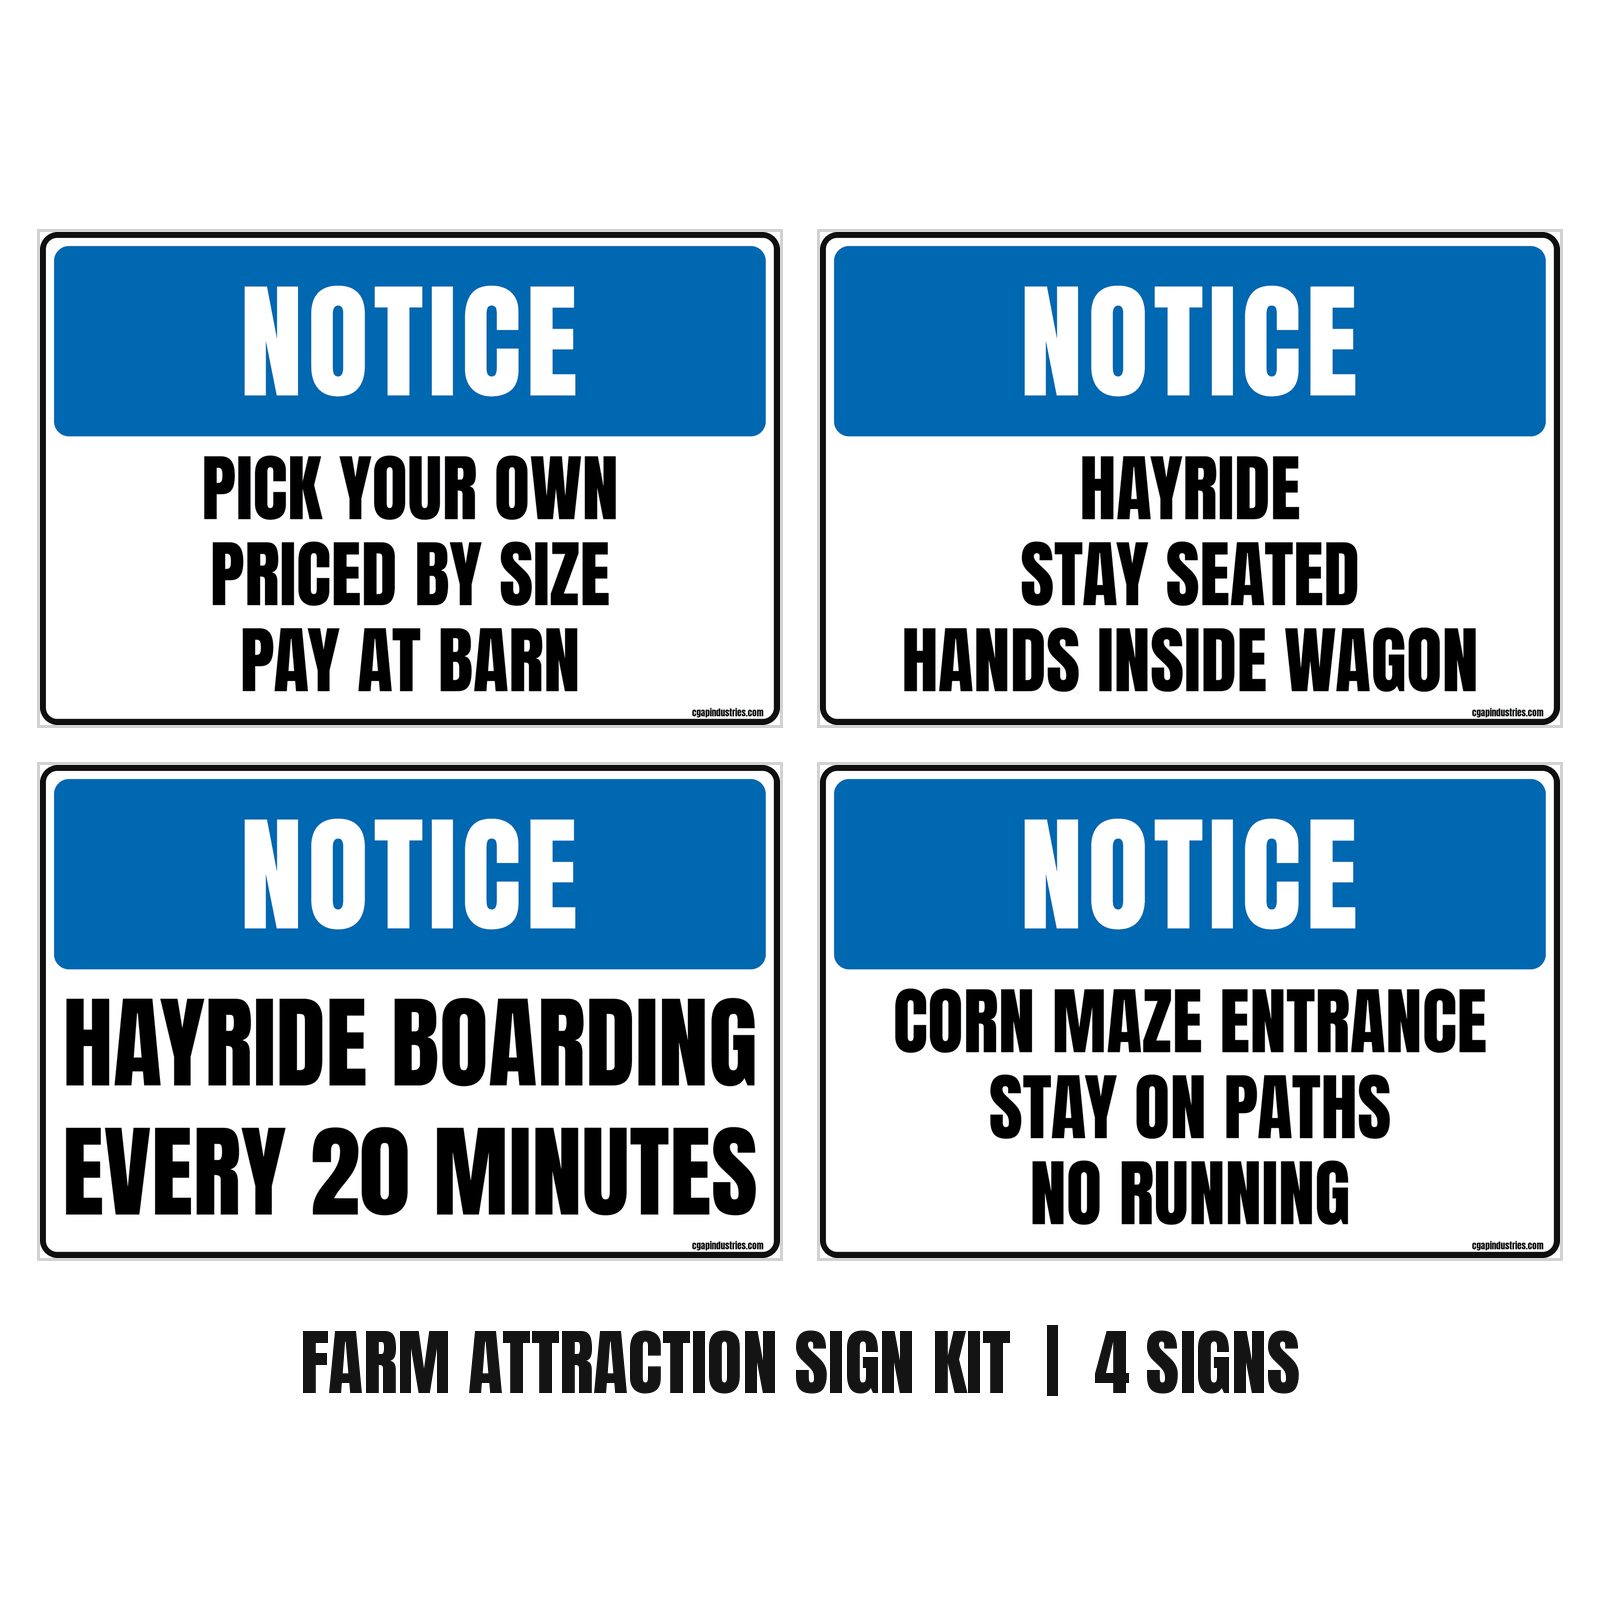 NOTICE
PICK YOUR OWN
PRICED BY SIZE
PAY AT BARN
cgapindustries.com
NOTICE
HAYRIDE
STAY SEATED
HANDS INSIDE WAGON
cgapindustries.com
NOTICE
HAYRIDE BOARDING
EVERY 20 MINUTES
cgapindustries.com
NOTICE
CORN MAZE ENTRANCE
STAY ON PATHS
NO RUNNING
cgapindustries.com
FARM ATTRACTION SIGN KIT | 4 SIGNS